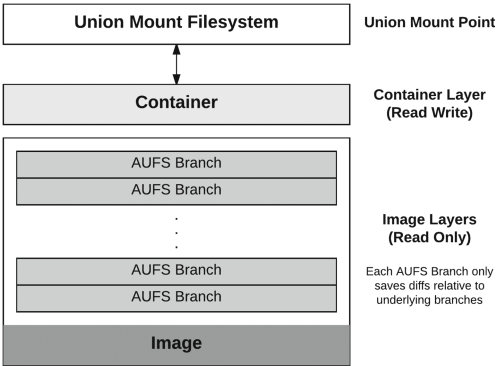 Union Mount Filesystem
Union Mount Point
Container
Container Layer
(Read Write)
AUFS Branch
AUFS Branch
.
.
.
AUFS Branch
AUFS Branch
Image Layers
(Read Only)
Each AUFS Branch only
saves diffs relative to
underlying branches
Image